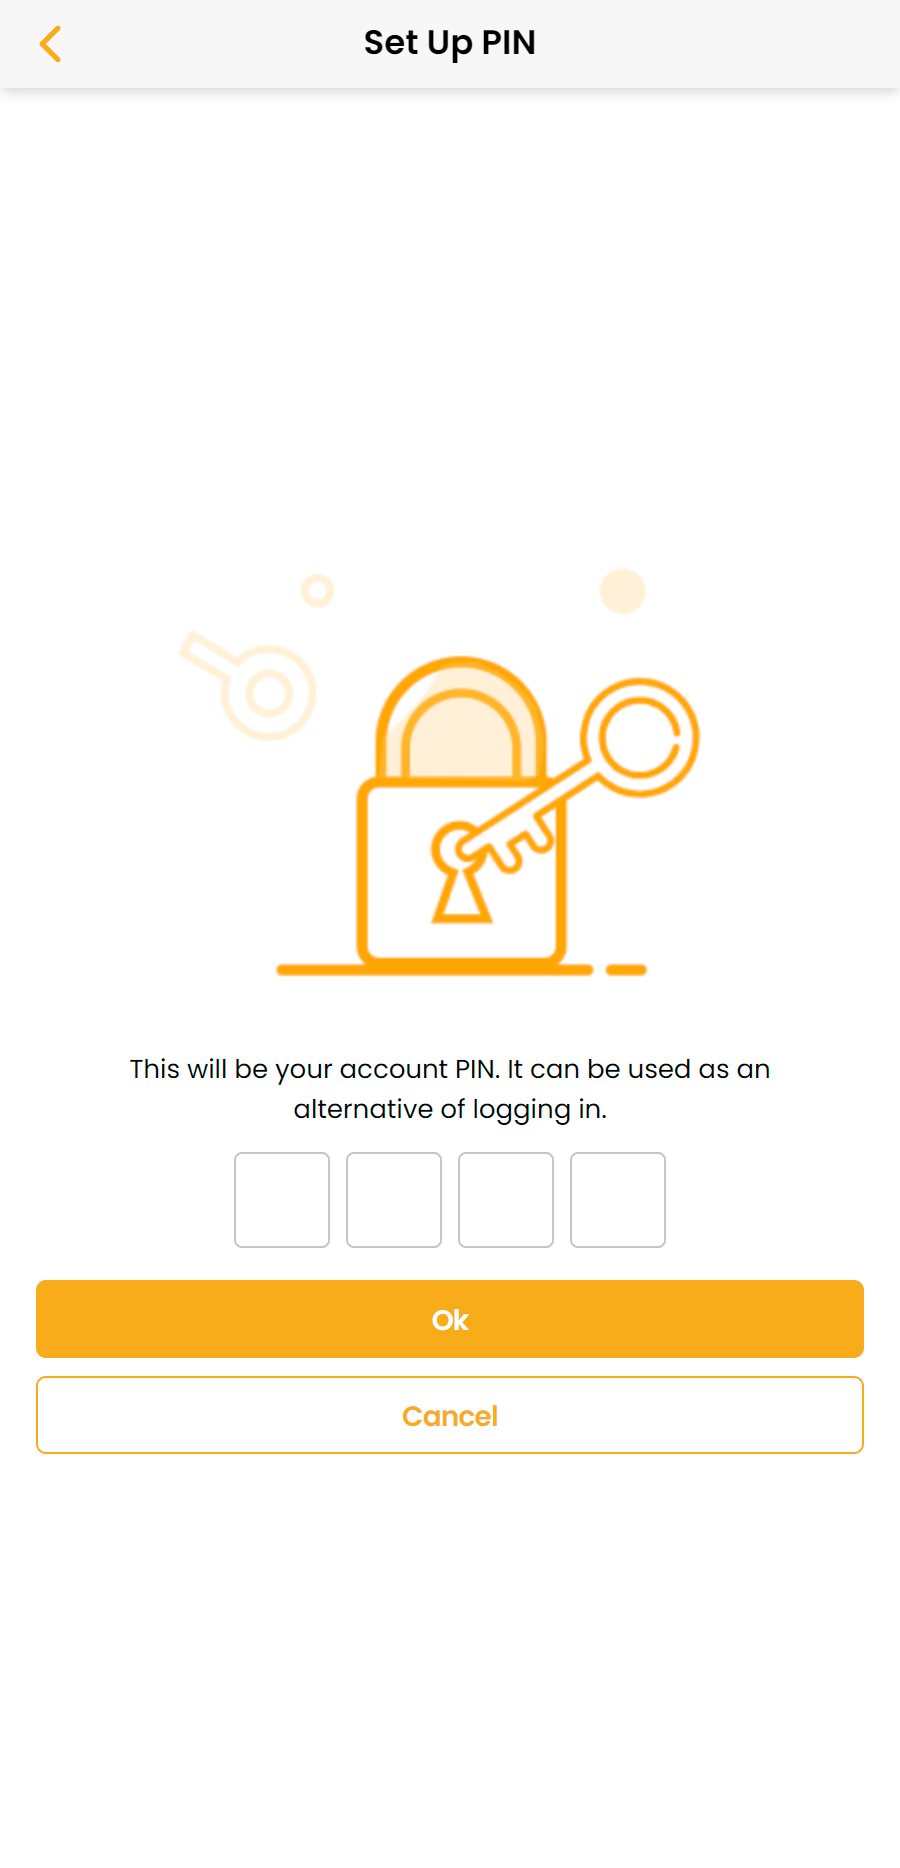 Set Up PIN
This will be your account PIN. It can be used as an
alternative of logging in.
Ok
Cancel